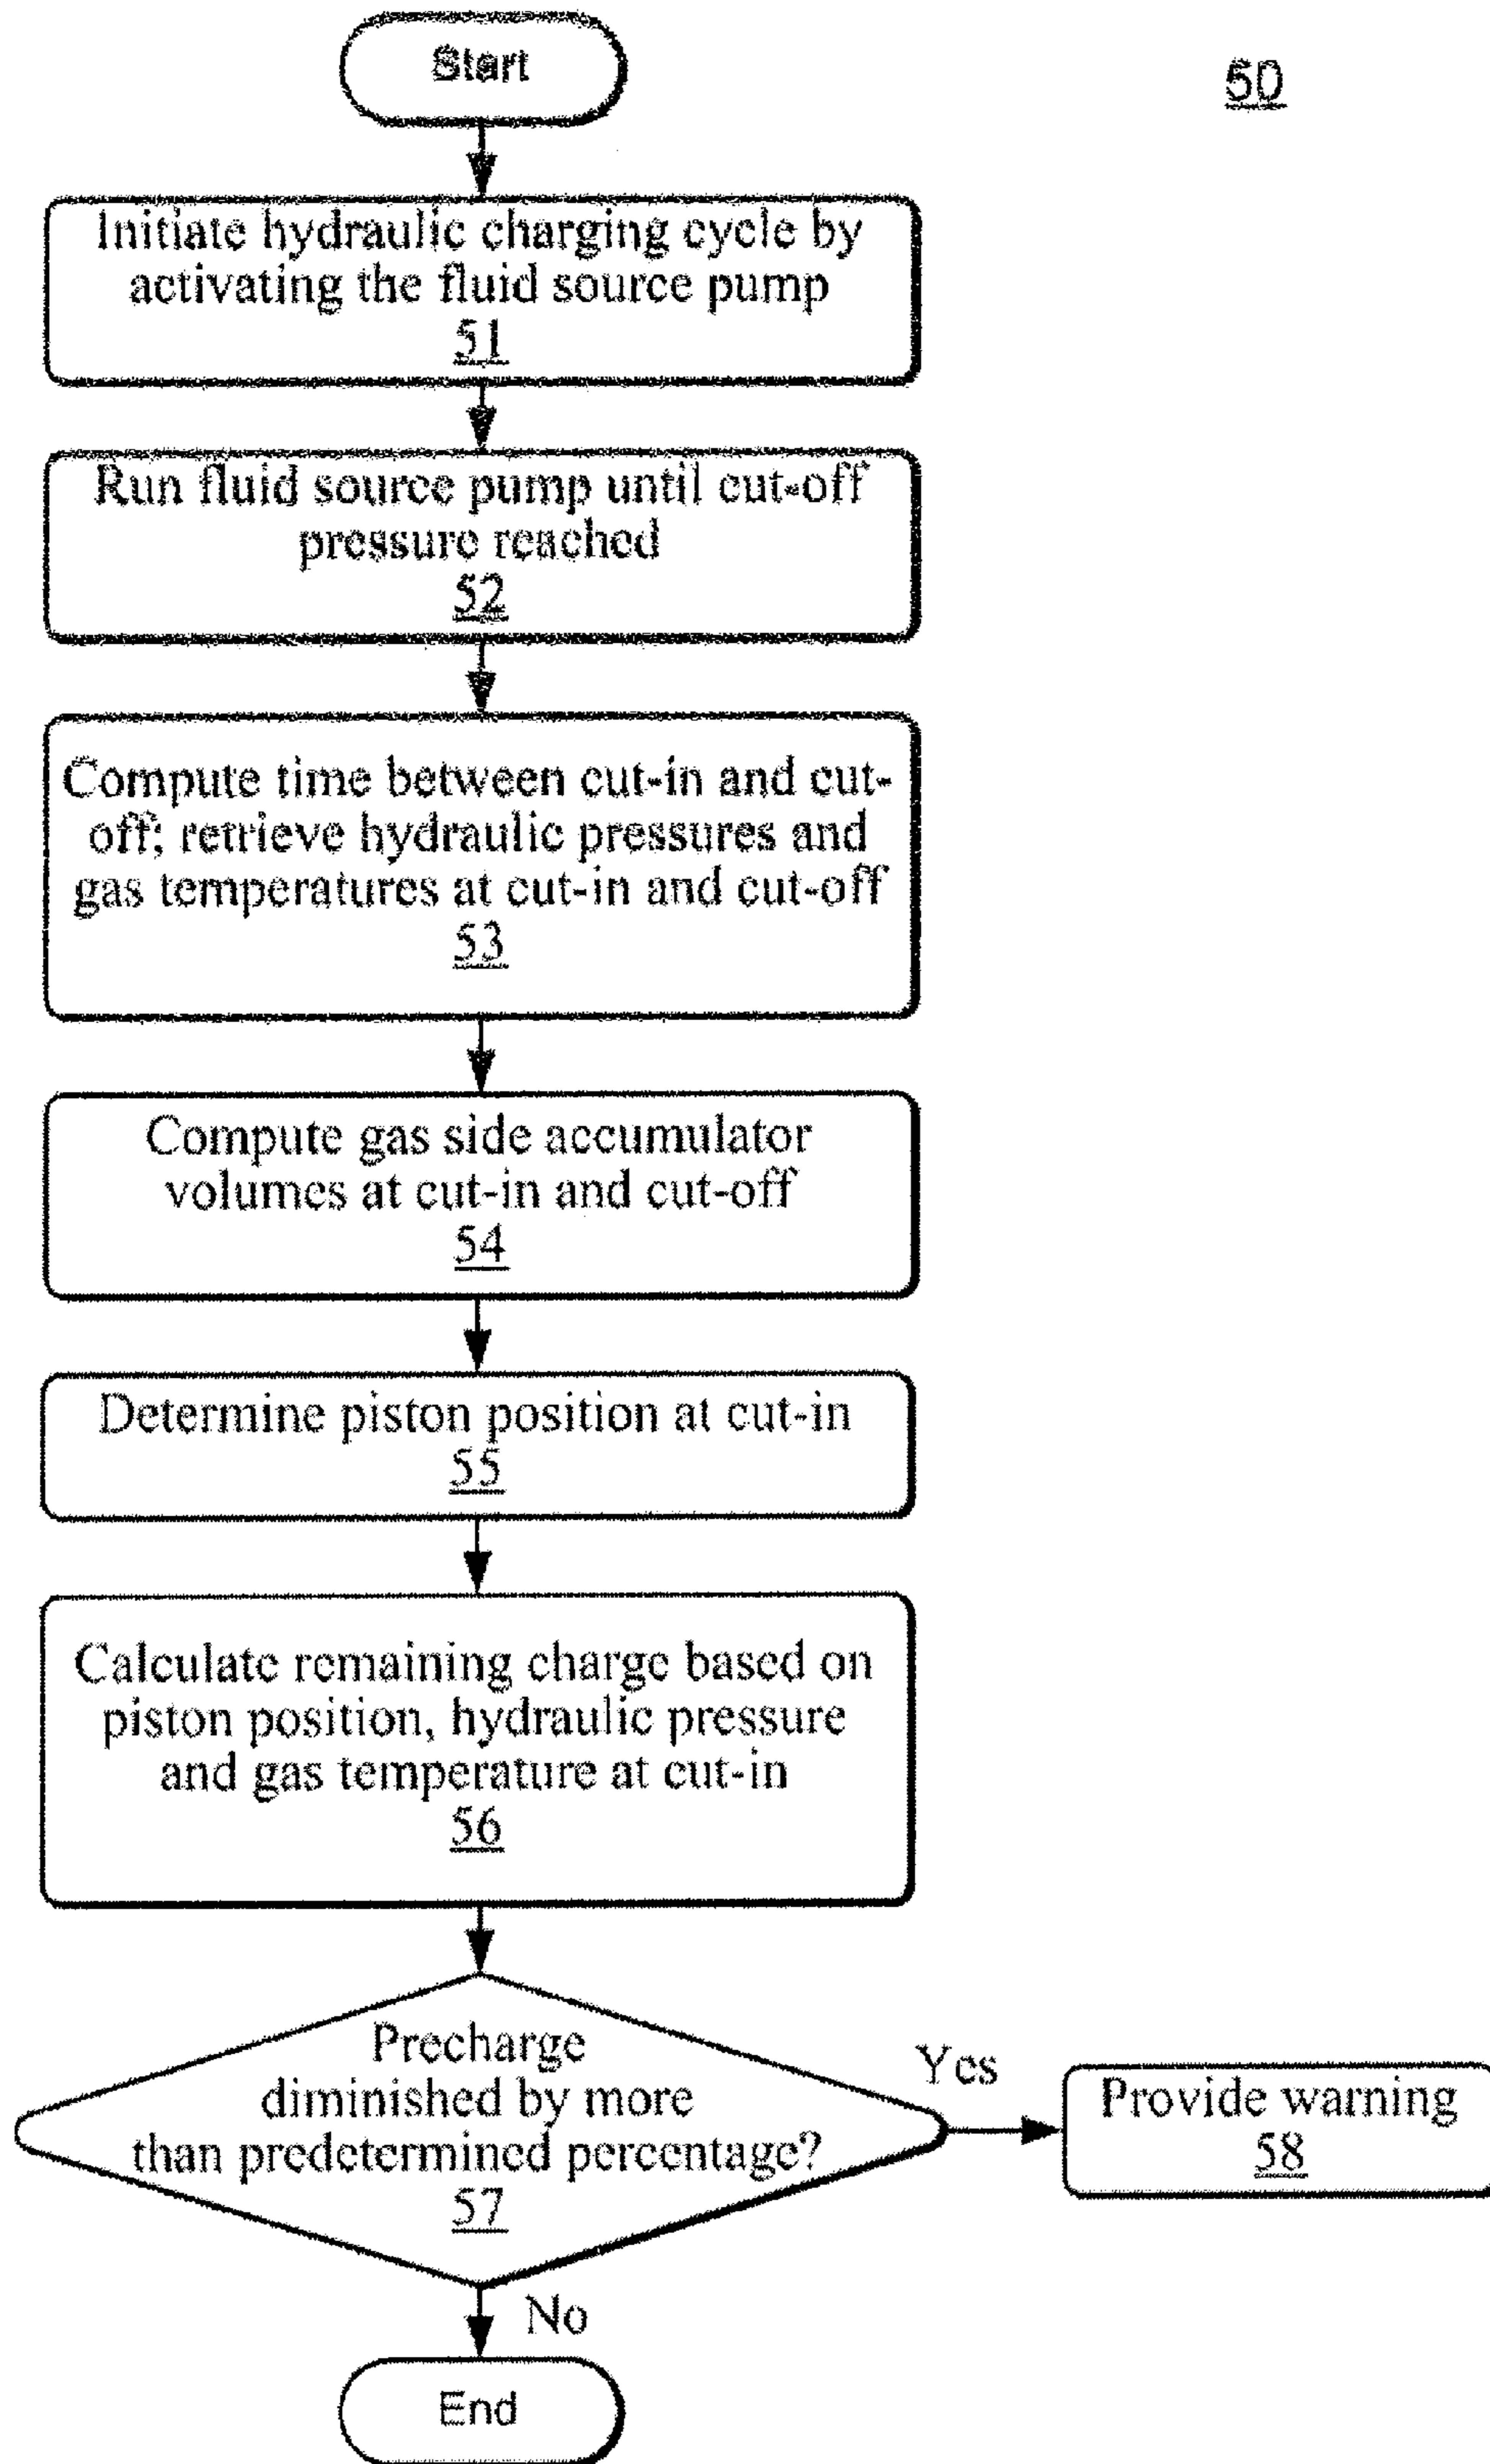 Start
50
Initiate hydraulic charging cycle by
activating the fluid source pump
51
Run fluid source pump until cut-off
pressure reached
52
Compute time between cut-in and cut-
off; retrieve hydraulic pressures and
gas temperatures at cut-in and cut-off
53
Compute gas side accumulator
volumes at cut-in and cut-off
54
Determine piston position at cut-in
55
Calculate remaining charge based on
piston position, hydraulic pressure
and gas temperature at cut-in
56
Precharge
diminished by more
than predetermined percentage?
57
Yes
Provide warning
58
No
End